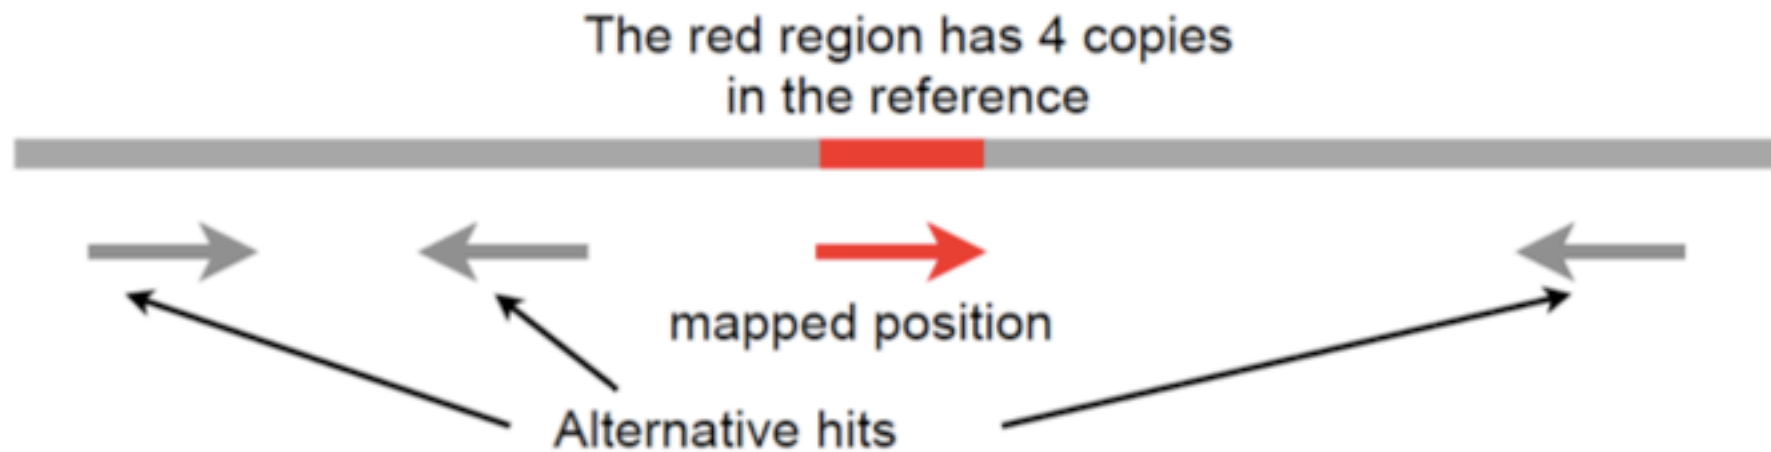 The red region has 4 copies
in the reference
mapped position
Alternative hits